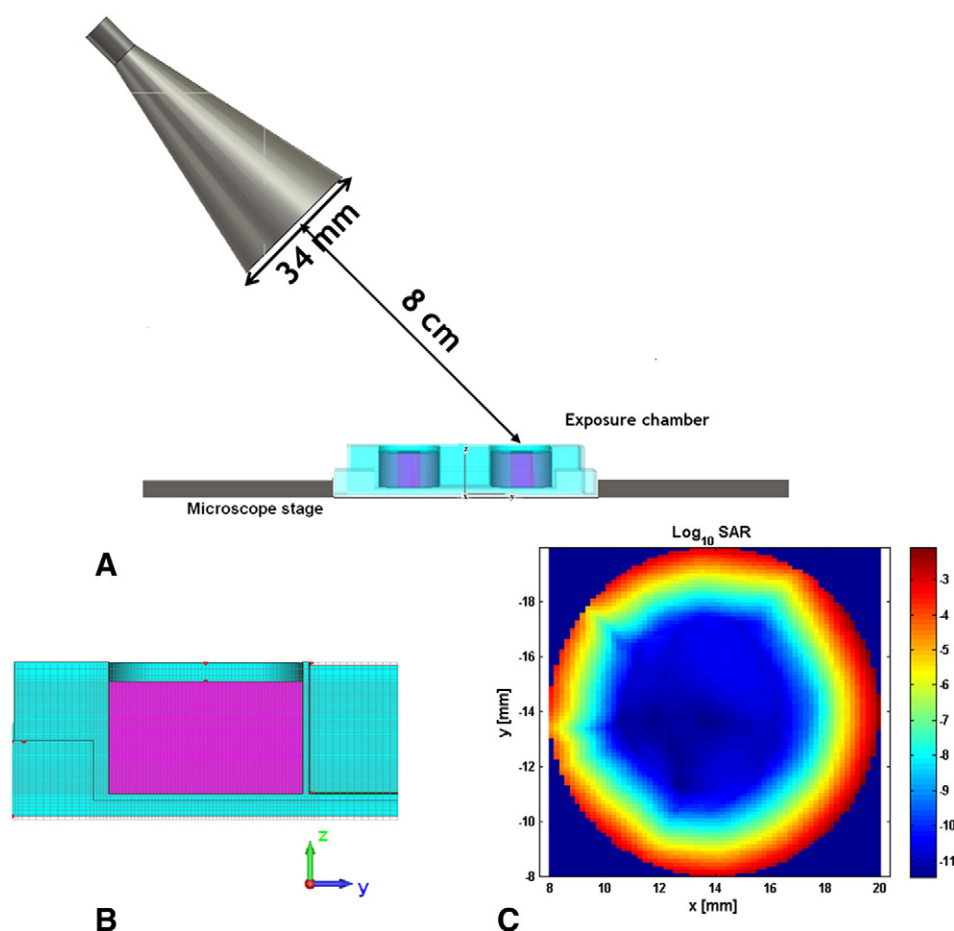 34 mm
8 cm
Exposure chamber
z
x
y
Microscope stage
A
z
y
B
Log10 SAR
y [mm]
-18
-16
-14
-12
-10
-8
8
10
12
14
16
18
20
x [mm]
-3
-4
-5
-6
-7
-8
-9
-10
-11
C